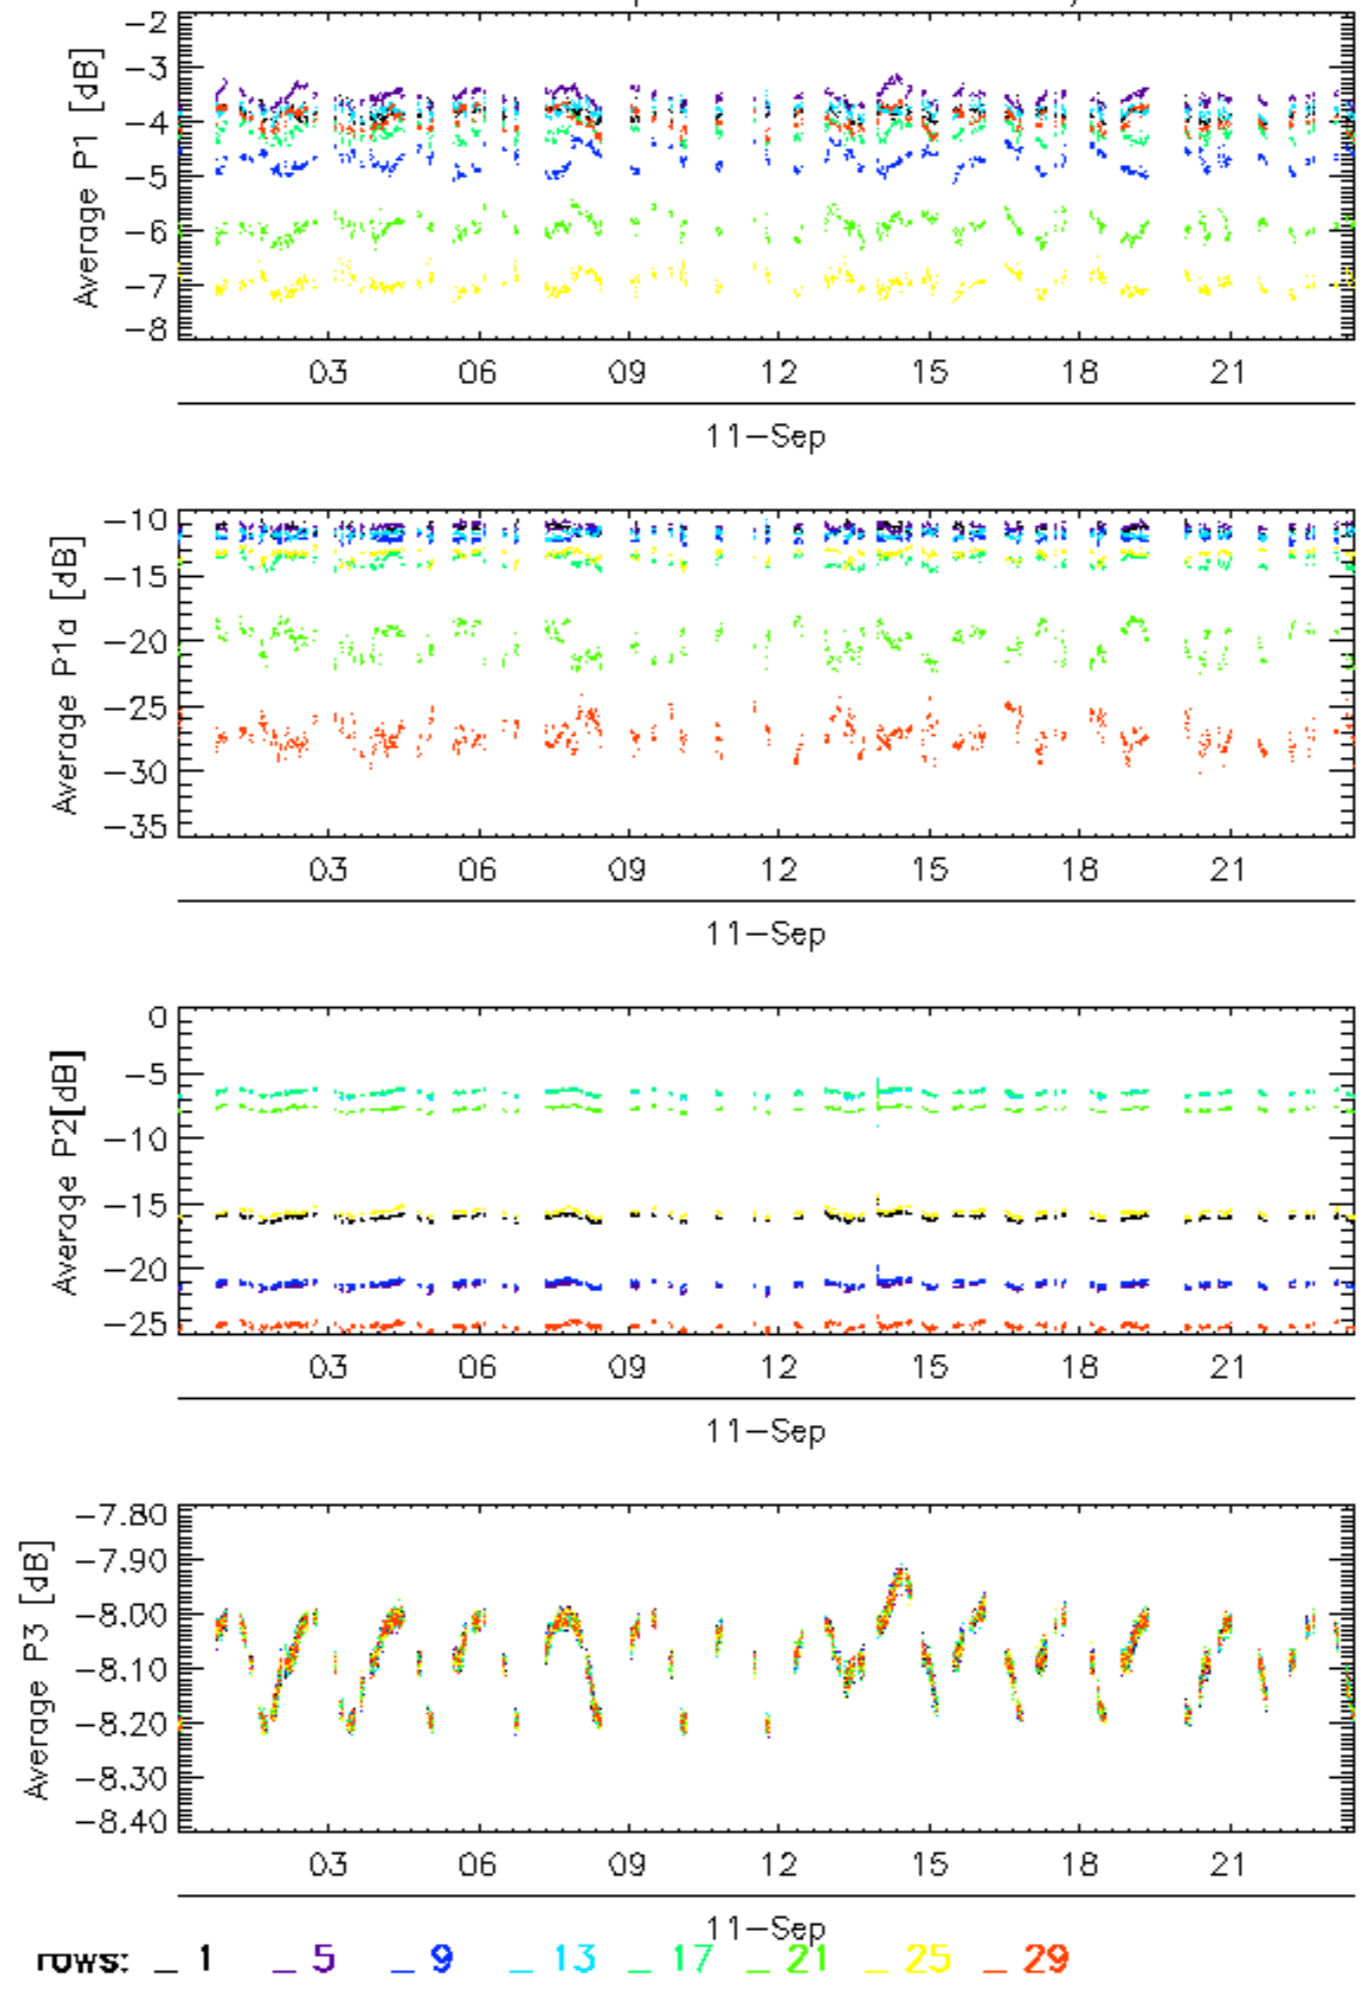 -2
-3
-4
-5
-6
-7
-8
Average P1 [dB]
03 06 09 12 15 18 21
11-Sep
-10
-15
-20
-25
-30
-35
Average P1a [dB]
03 06 09 12 15 18 21
11-Sep
0
-5
-10
-15
-20
-25
Average P2[dB]
03 06 09 12 15 18 21
11-Sep
-7.80
-7.90
-8.00
-8.10
-8.20
-8.30
-8.40
Average P3 [dB]
03 06 09 12 15 18 21
11-Sep
rows: _ 1 _ 5 _ 9 _ 13 _ 17 _ 21 _ 25 _ 29